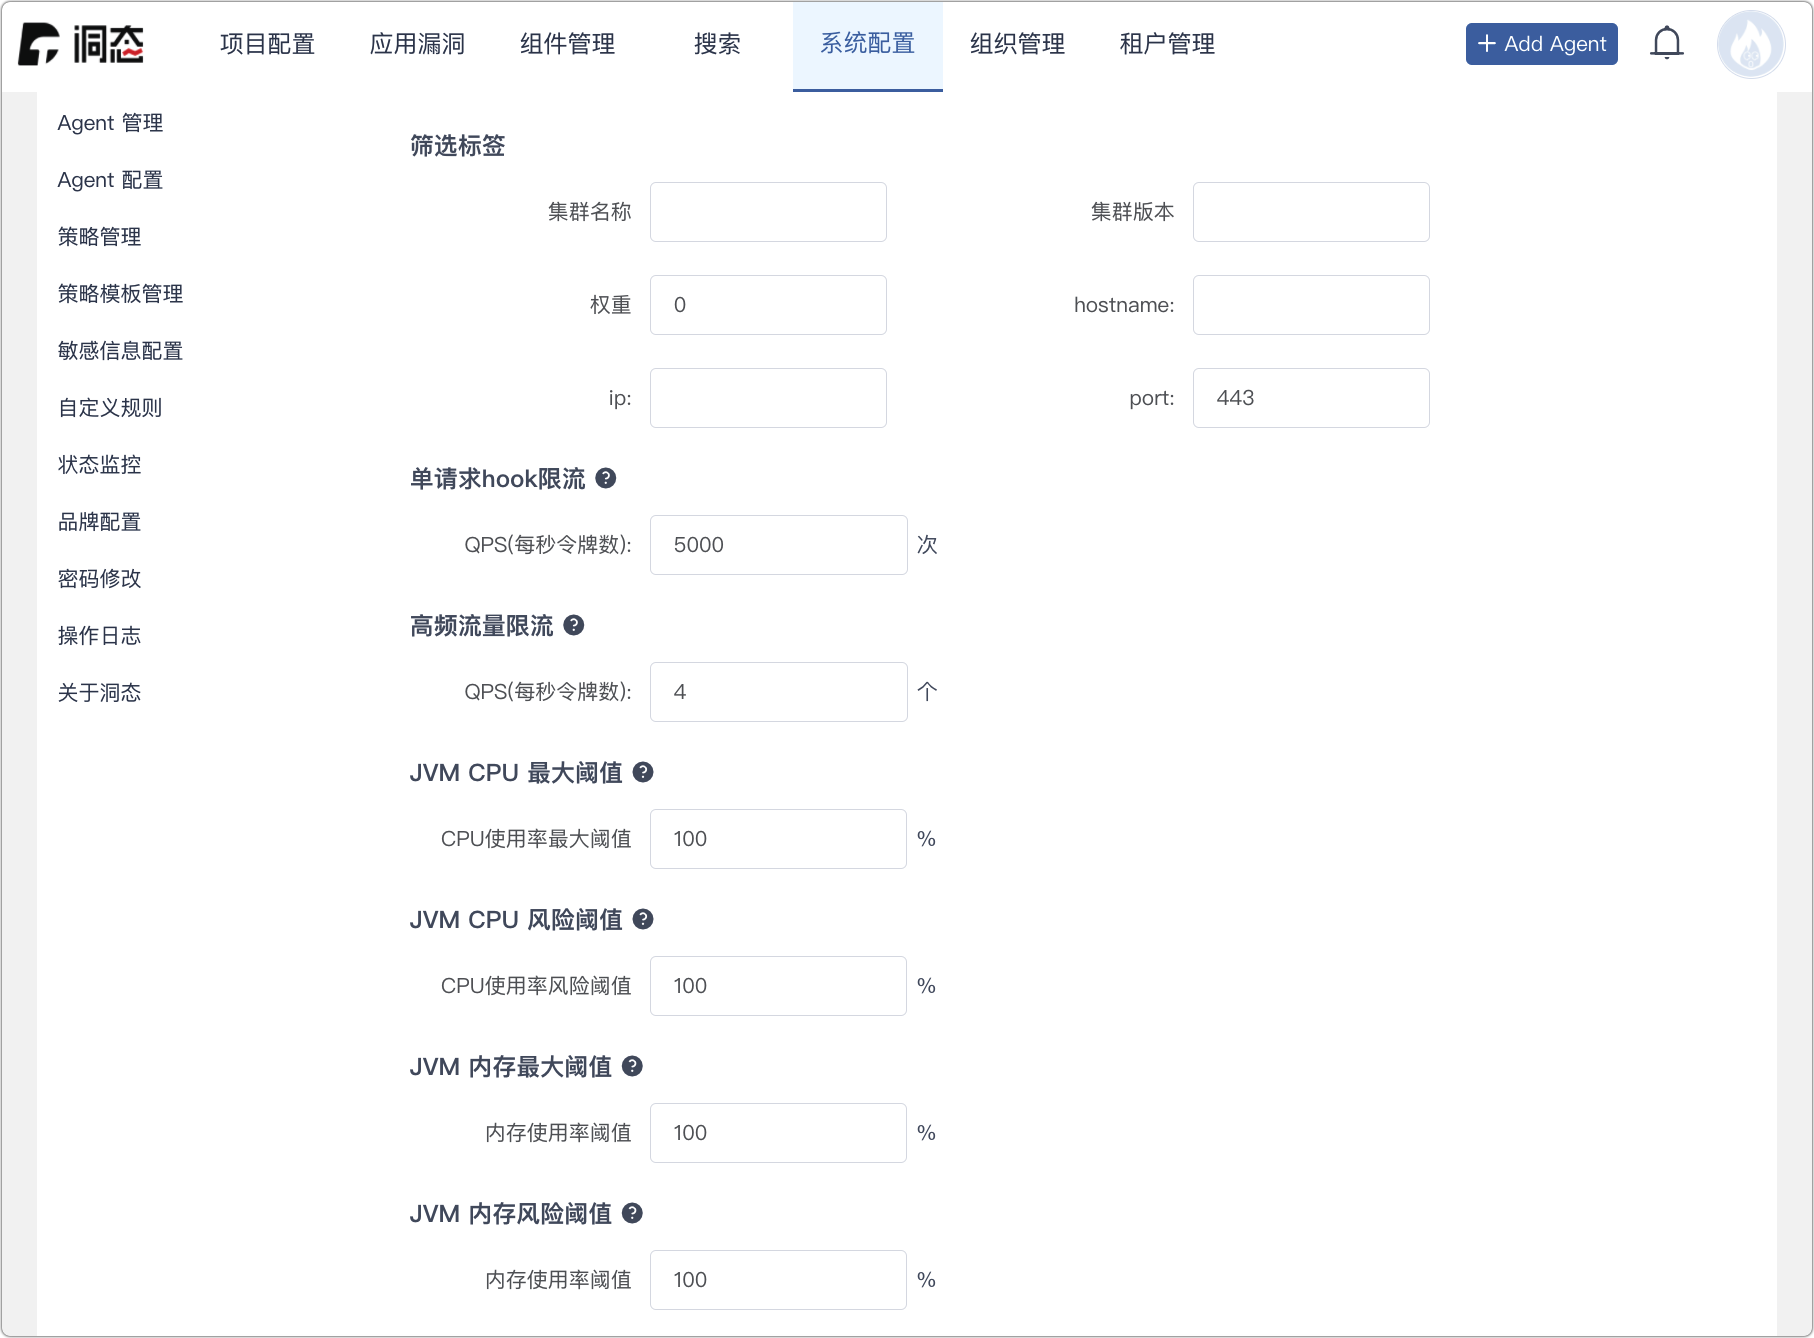 洞态
项目配置
应用漏洞
组件管理
搜索
系统配置
组织管理
租户管理
+ Add Agent
Agent 管理
Agent 配置
策略管理
策略模板管理
敏感信息配置
自定义规则
状态监控
品牌配置
密码修改
操作日志
关于洞态
筛选标签
集群名称
集群版本
权重 0
hostname:
ip:
port: 443
单请求hook限流 ?
QPS(每秒令牌数): 5000 次
高频流量限流 ?
QPS(每秒令牌数): 4 个
JVM CPU 最大阈值 ?
CPU使用率最大阈值 100 %
JVM CPU 风险阈值 ?
CPU使用率风险阈值 100 %
JVM 内存最大阈值 ?
内存使用率阈值 100 %
JVM 内存风险阈值 ?
内存使用率阈值 100 %